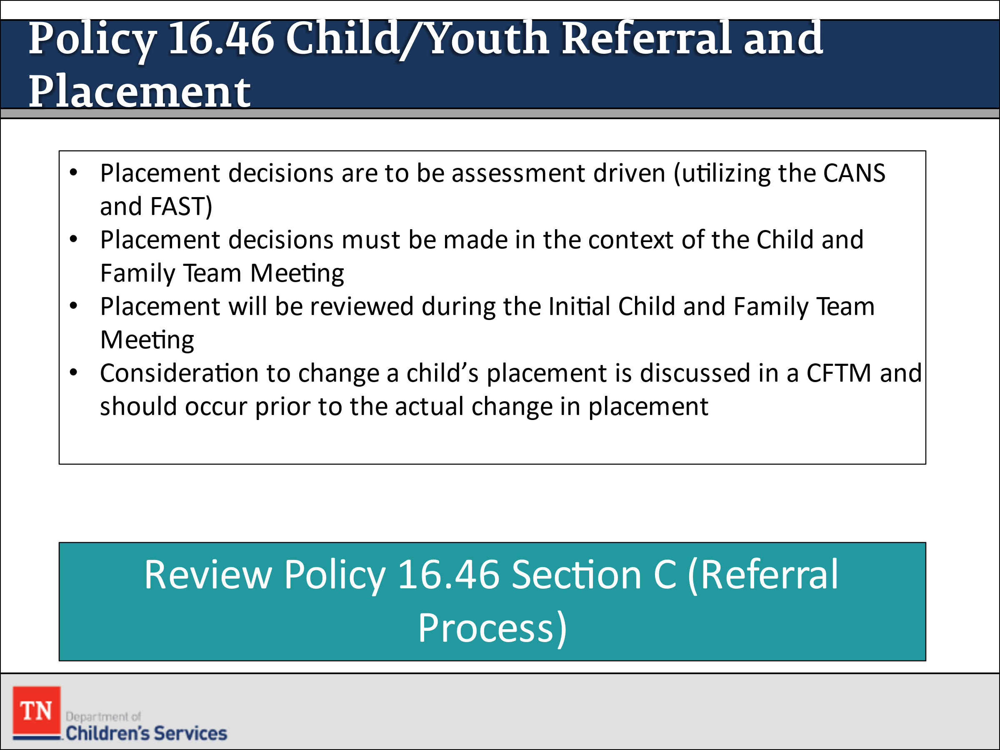 Policy 16.46 Child/Youth Referral and
Placement
• Placement decisions are to be assessment driven (utilizing the CANS
and FAST)
• Placement decisions must be made in the context of the Child and
Family Team Meeting
• Placement will be reviewed during the Initial Child and Family Team
Meeting
• Consideration to change a child’s placement is discussed in a CFTM and
should occur prior to the actual change in placement
Review Policy 16.46 Section C (Referral
Process)
TN
Department of
Children's Services